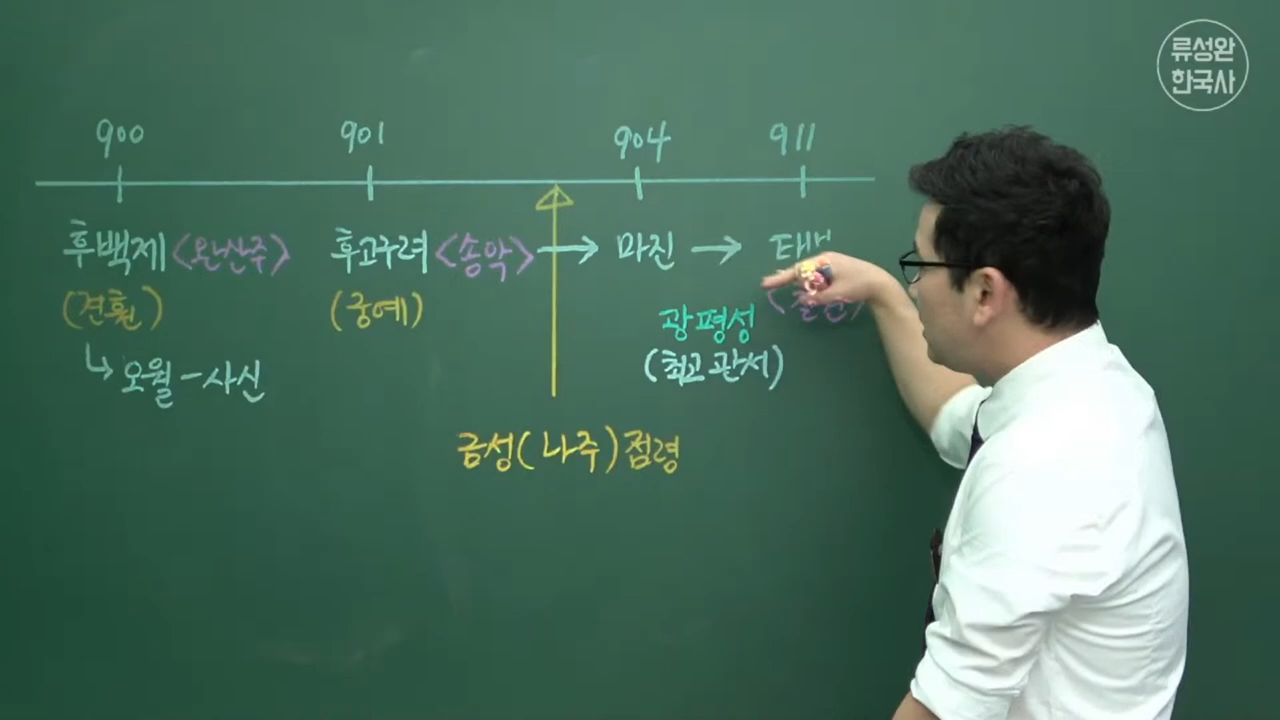 류성완
한국사
900 901 904 911
후백제 <완산주> 후고구려 <송악> → 마진 →
(견훤) (궁예)
광평성
(최고 관서)
↳ 오월-사신
금성(나주) 점령